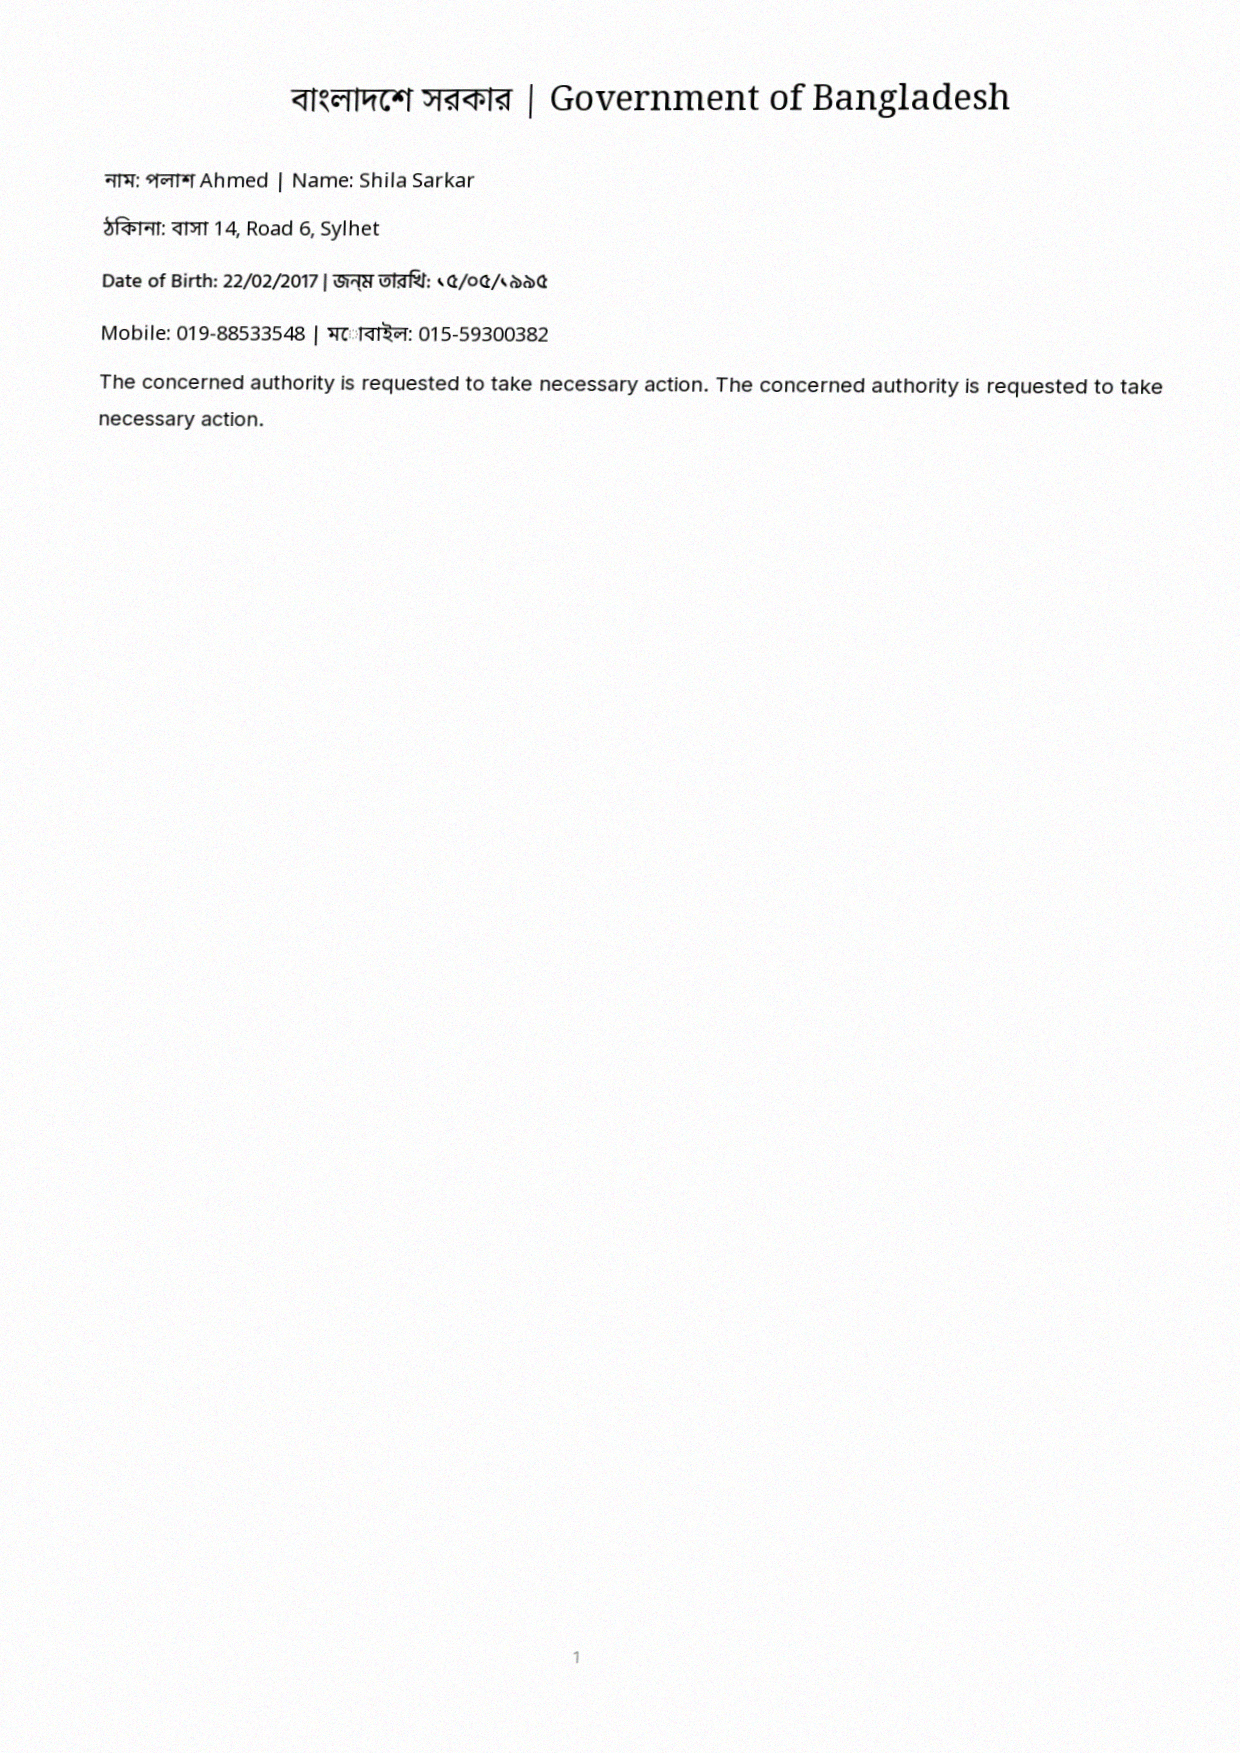 বাংলাদেশ সরকার | Government of Bangladesh
নাম: পলাশ Ahmed | Name: Shila Sarkar
ঠিকানা: বাসা 14, Road 6, Sylhet
Date of Birth: 22/02/2017 | জন্ম তারিখ: ১৫/০৫/১৯৯৫
Mobile: 019-88533548 | মোবাইল: 015-59300382
The concerned authority is requested to take necessary action. The concerned authority is requested to take
necessary action.
1